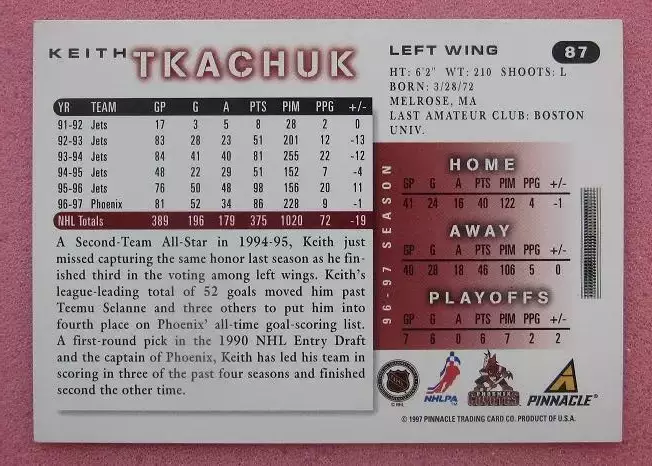 KEITH TKACHUK
LEFT WING
87
HT: 6'2" WT: 210 SHOOTS: L
BORN: 3/28/72
MELROSE, MA
LAST AMATEUR CLUB: BOSTON
UNIV.
YR TEAM GP G A PTS PIM PPG +/-
91-92 Jets 17 3 5 8 28 2 0
92-93 Jets 83 28 23 51 201 12 -13
93-94 Jets 84 41 40 81 255 22 -12
94-95 Jets 48 22 29 51 152 7 -4
95-96 Jets 76 50 48 98 156 20 11
96-97 Phoenix 81 52 34 86 228 9 -1
NHL Totals 389 196 179 375 1020 72 -19
A Second-Team All-Star in 1994-95, Keith just
missed capturing the same honor last season as he fin-
ished third in the voting among left wings. Keith's
league-leading total of 52 goals moved him past
Teemu Selanne and three others to put him into
fourth place on Phoenix' all-time goal-scoring list.
A first-round pick in the 1990 NHL Entry Draft
and the captain of Phoenix, Keith has led his team in
scoring in three of the past four seasons and finished
second the other time.
96-97 SEASON
HOME
GP G A PTS PIM PPG +/-
41 24 16 40 122 4 -1
AWAY
GP G A PTS PIM PPG +/-
40 28 18 46 106 5 0
PLAYOFFS
GP G A PTS PIM PPG +/-
7 6 0 6 7 2 2
© NHL
NHLPA
PHOENIX
COYOTES
PINNACLE
© 1997 PINNACLE TRADING CARD CO. PRODUCT OF U.S.A.